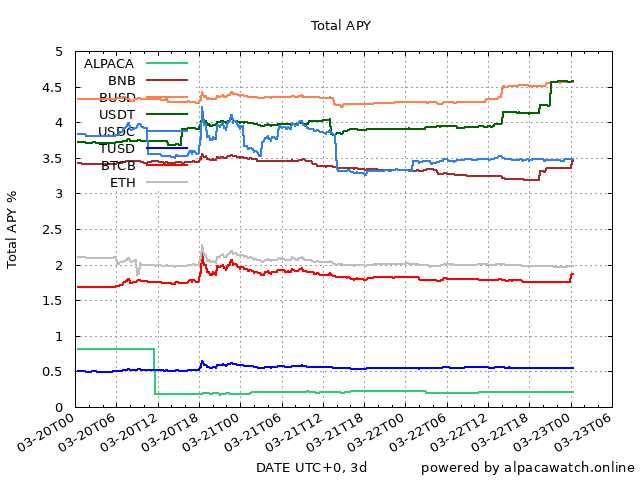 Total APY
Total APY %
5
4.5
4
3.5
3
2.5
2
1.5
1
0.5
0
ALPACA
BNB
BUSD
USDT
USDC
TUSD
BTCB
ETH
03-20T00
03-20T06
03-20T12
03-20T18
03-21T00
03-21T06
03-21T12
03-21T18
03-22T00
03-22T06
03-22T12
03-22T18
03-23T00
03-23T06
DATE UTC+0, 3d
powered by alpacawatch.online